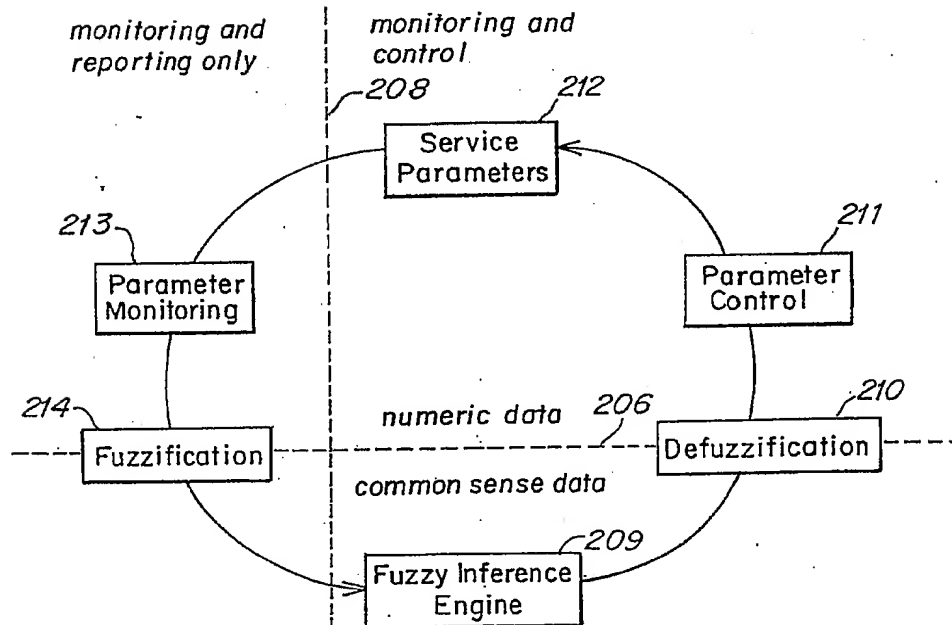 monitoring and
reporting only
monitoring and
control
208
212
Service
Parameters
213
211
Parameter
Monitoring
Parameter
Control
214
numeric data
206
210
Fuzzification
Defuzzification
common sense data
209
Fuzzy Inference
Engine